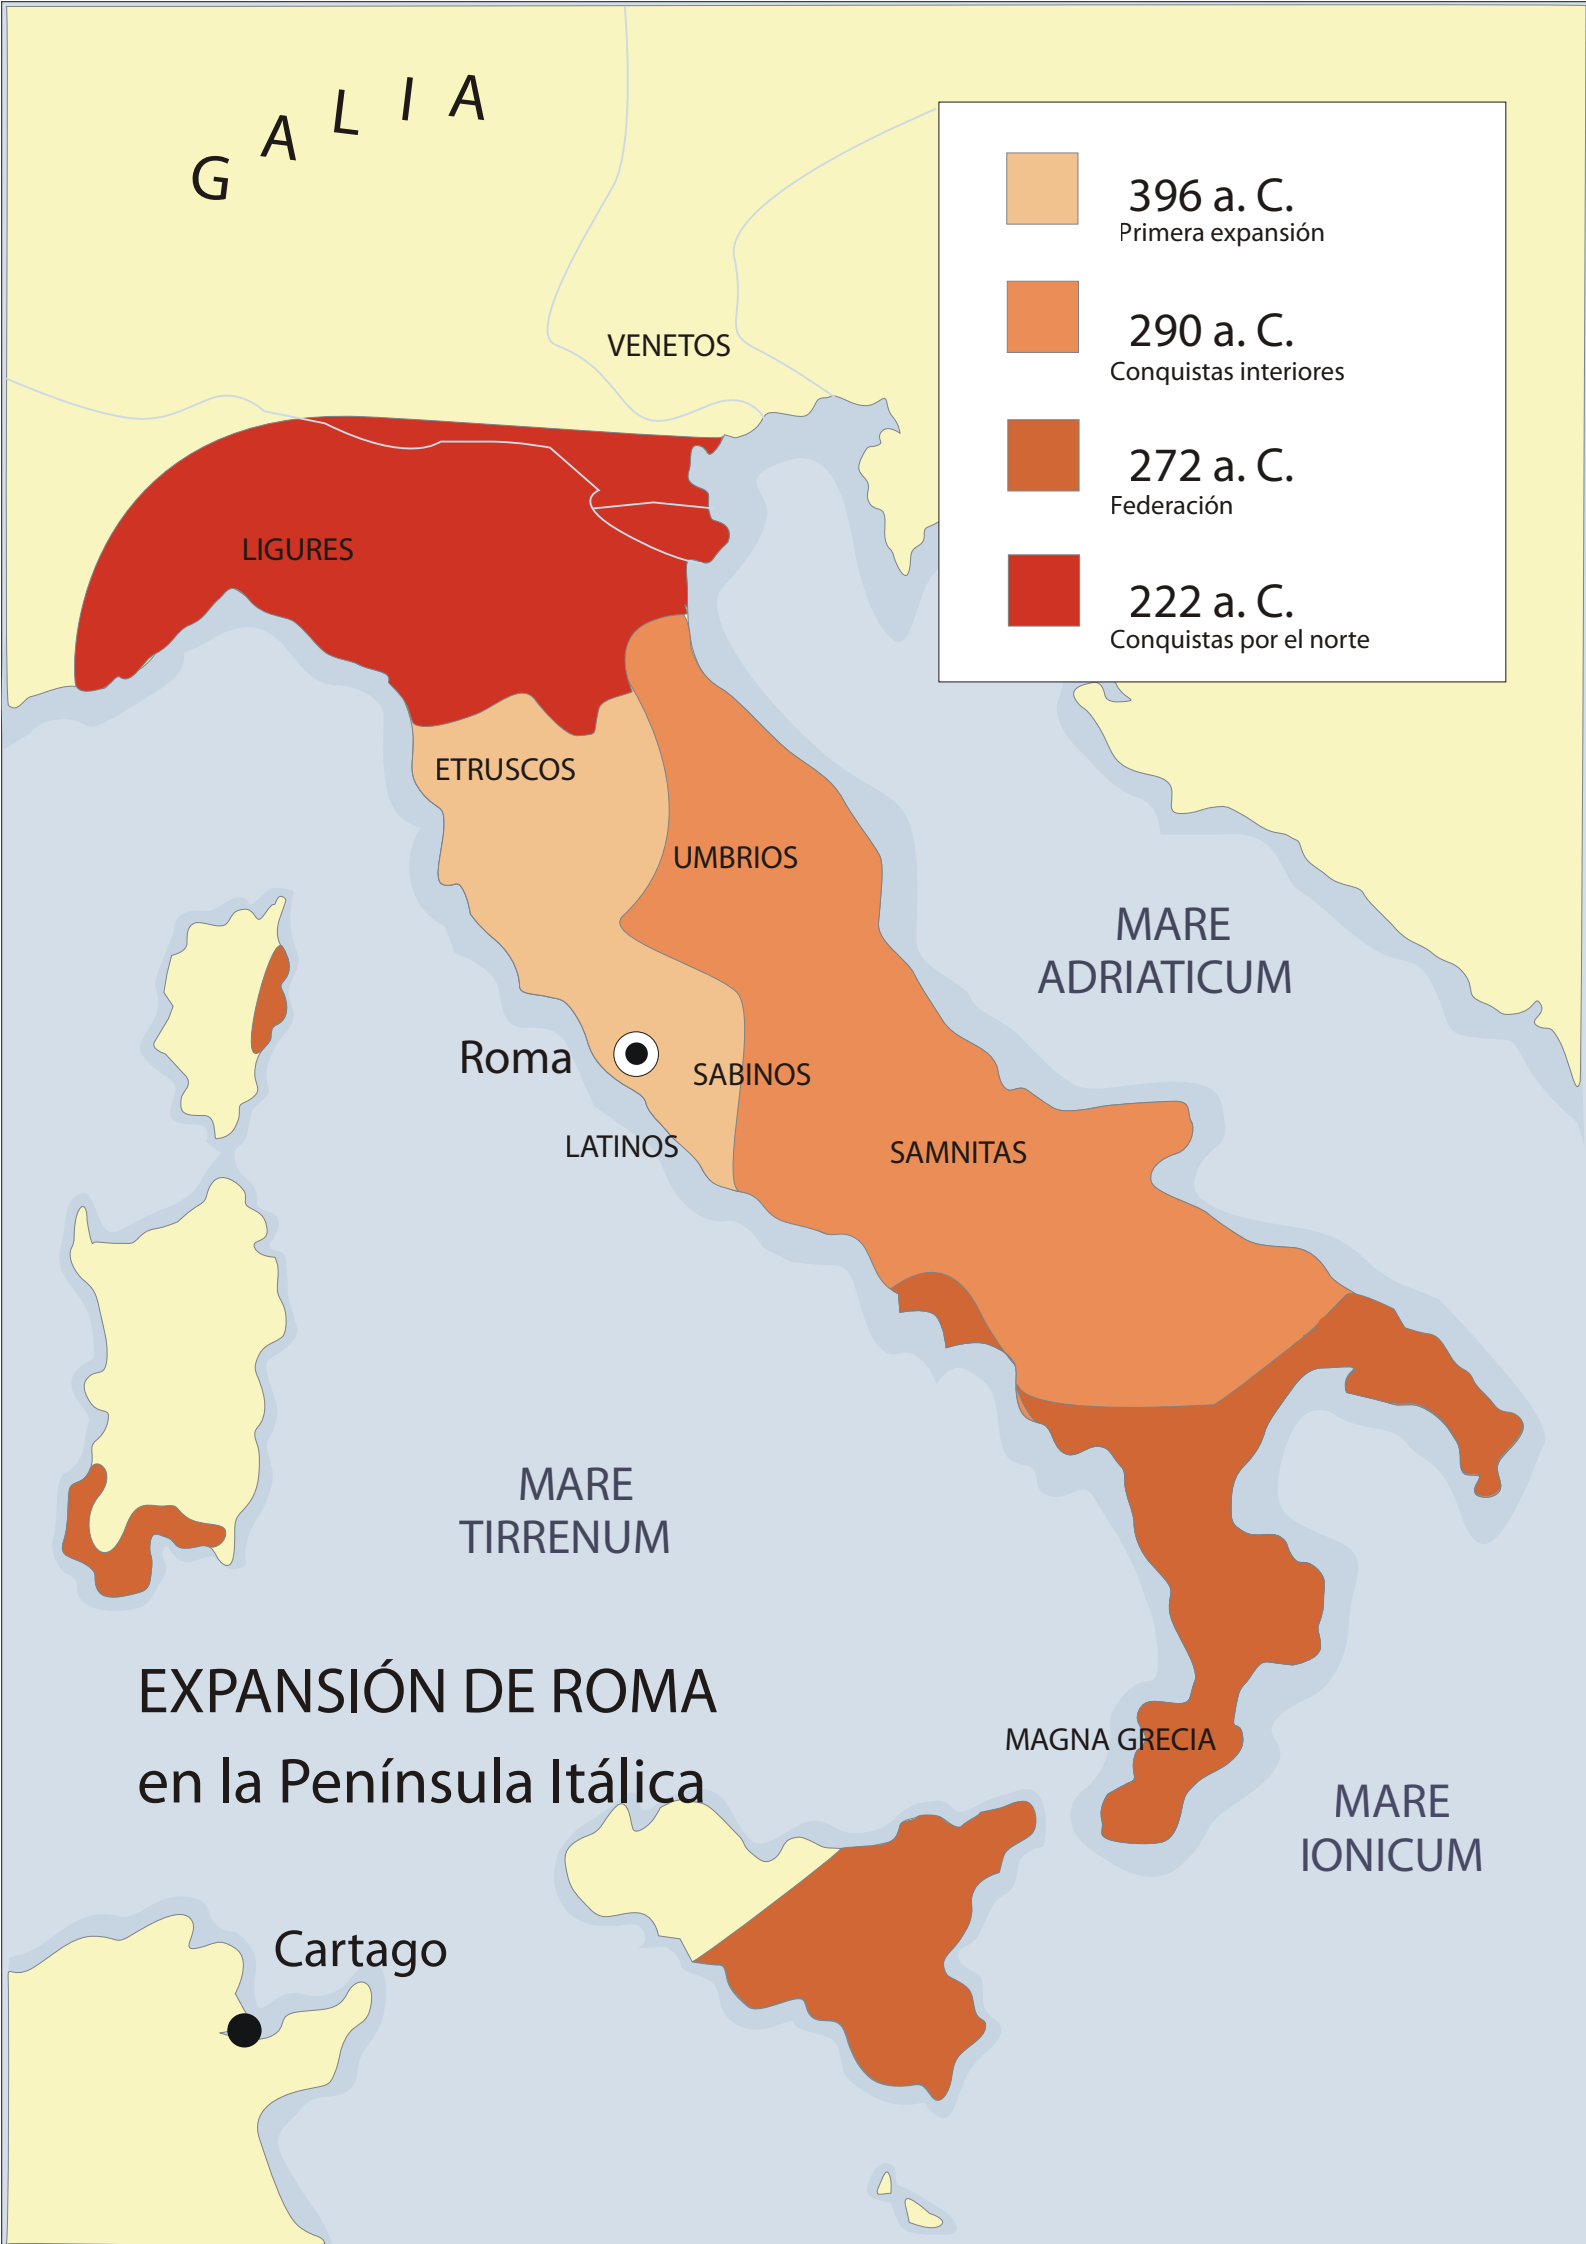 GALIA
396 a. C.
Primera expansión
290 a. C.
Conquistas interiores
272 a. C.
Federación
222 a. C.
Conquistas por el norte
VENETOS
LIGURES
ETRUSCOS
UMBRIOS
MARE
ADRIATICUM
Roma
SABINOS
LATINOS
SAMNITAS
MARE
TIRRENUM
EXPANSIÓN DE ROMA
en la Península Itálica
MAGNA GRECIA
MARE
IONICUM
Cartago